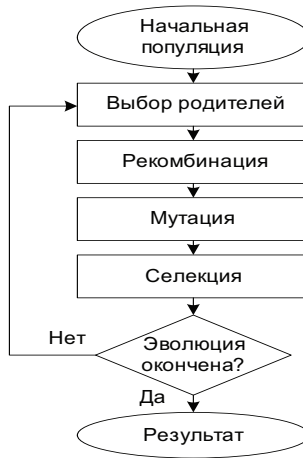 Начальная
популяция
Выбор родителей
Рекомбинация
Мутация
Селекция
Нет
Эволюция
окончена?
Да
Результат